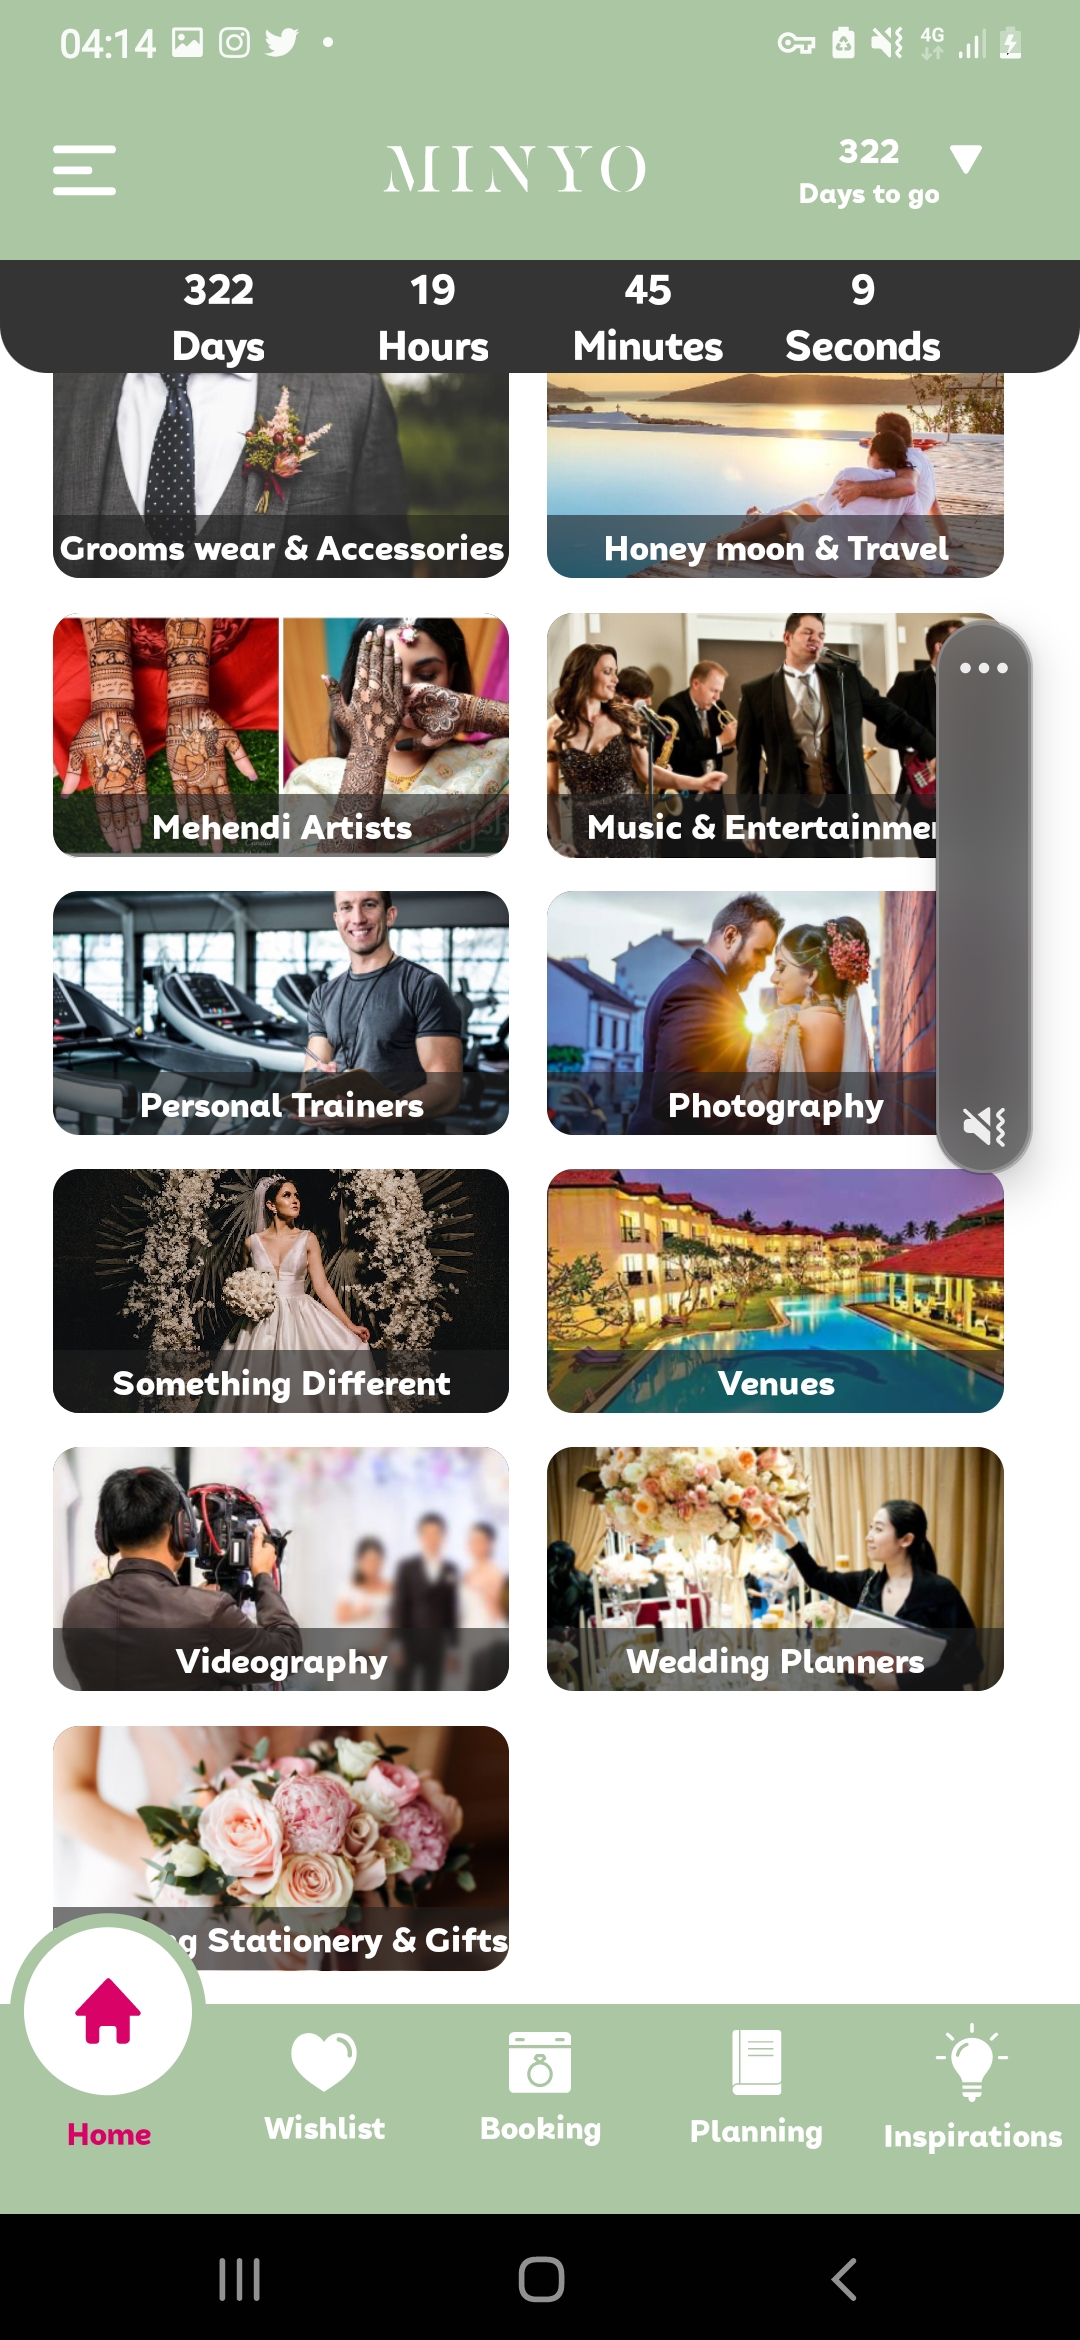 04:14
4G
MINYO
322
Days to go
322 19 45 9
Days Hours Minutes Seconds
Grooms wear & Accessories
Honey moon & Travel
Mehendi Artists
Music & Entertainmen
Personal Trainers
Photography
Something Different
Venues
Videography
Wedding Planners
g Stationery & Gifts
Home
Wishlist
Booking
Planning
Inspirations